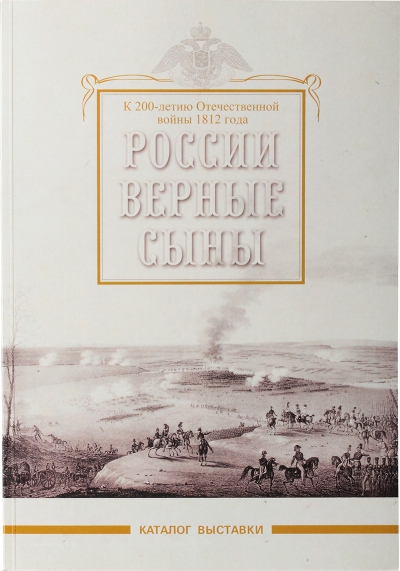 К 200-летию Отечественной
войны 1812 года
РОССИИ
ВЕРНЫЕ
СЫНЫ
КАТАЛОГ ВЫСТАВКИ